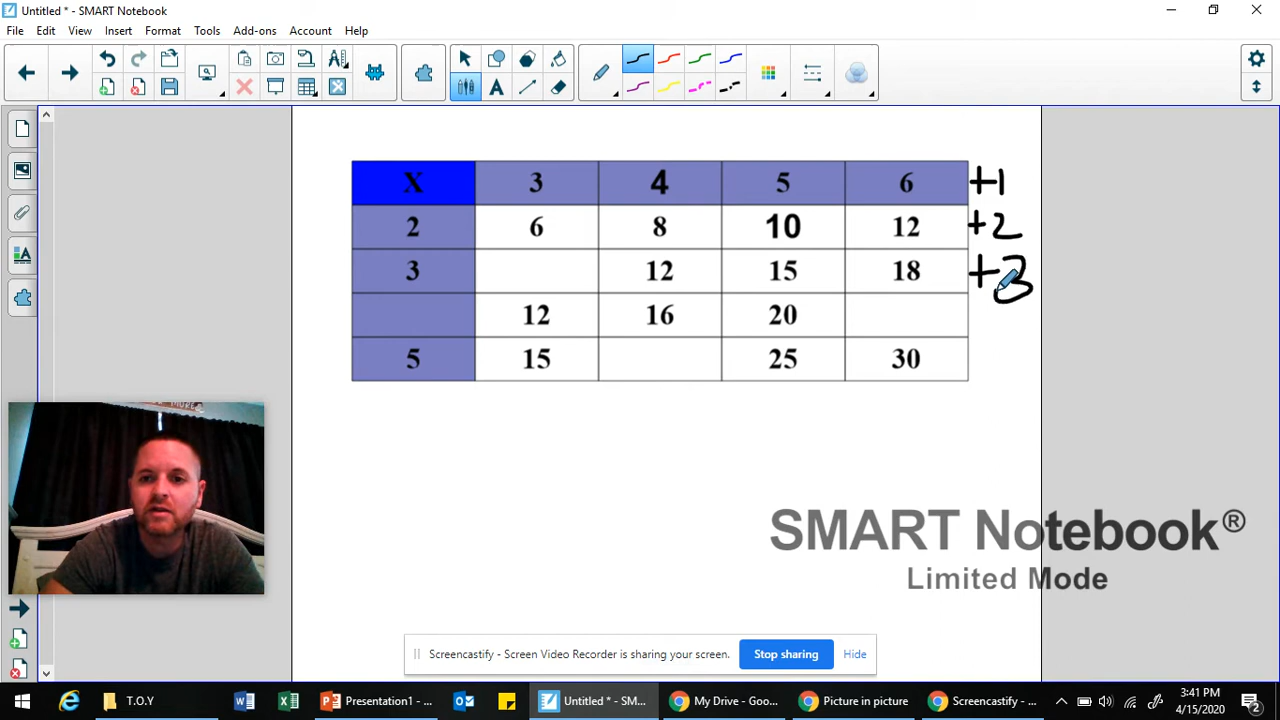 Untitled * - SMART Notebook
File Edit View Insert Format Tools Add-ons Account Help
X 3 4 5 6 +1
2 6 8 10 12 +2
3 12 15 18 +3
12 16 20
5 15 25 30
SMART Notebook®
Limited Mode
Screencastify - Screen Video Recorder is sharing your screen. Stop sharing Hide
T.O.Y Presentation1 - ... Untitled * - SM... My Drive - Goo... Picture in picture Screencastify - ...
3:41 PM
4/15/2020
2